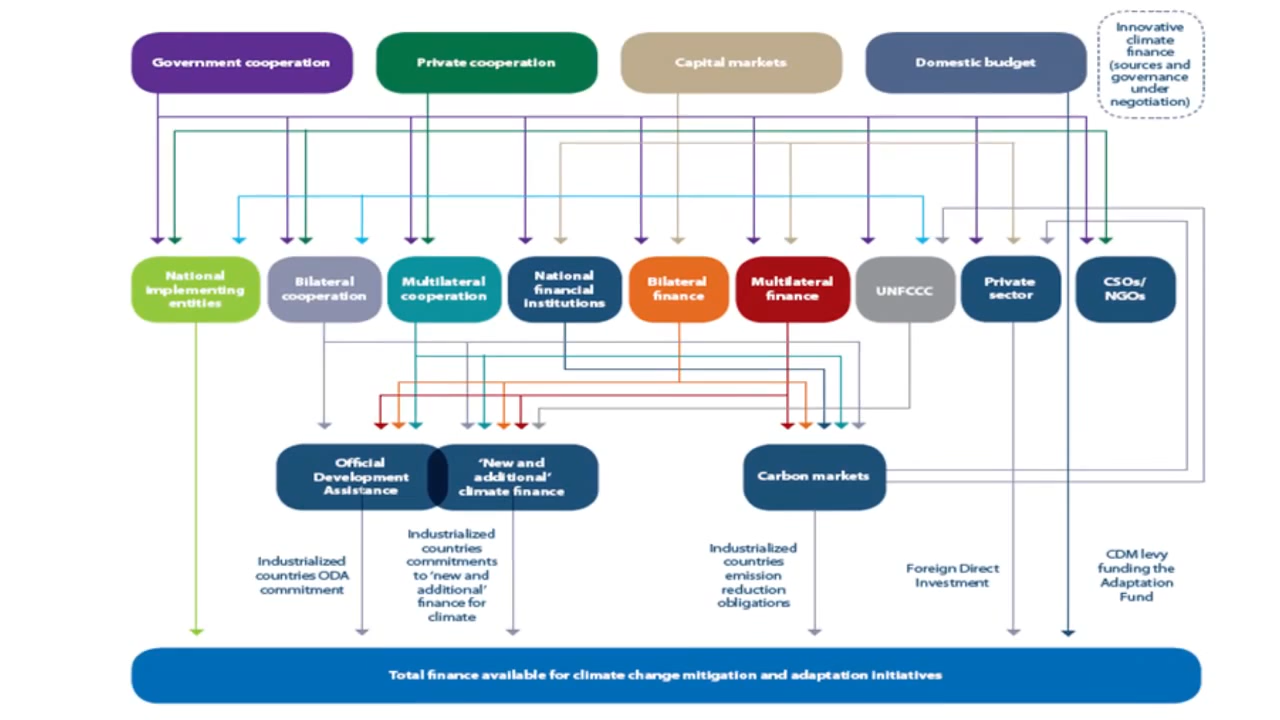 Government cooperation
Private cooperation
Capital markets
Domestic budget
Innovative
climate
finance
(sources and
governance
under
negotiation)
National
implementing
entities
Bilateral
cooperation
Multilateral
cooperation
National
financial
institutions
Bilateral
finance
Multilateral
finance
UNFCCC
Private
sector
CSOs/
NGOs
Official
Development
Assistance
‘New and
additional’
climate finance
Carbon markets
Industrialized
countries ODA
commitment
Industrialized
countries
commitments
to ‘new and
additional’
finance for
climate
Industrialized
countries
emission
reduction
obligations
Foreign Direct
Investment
CDM levy
funding the
Adaptation
Fund
Total finance available for climate change mitigation and adaptation initiatives